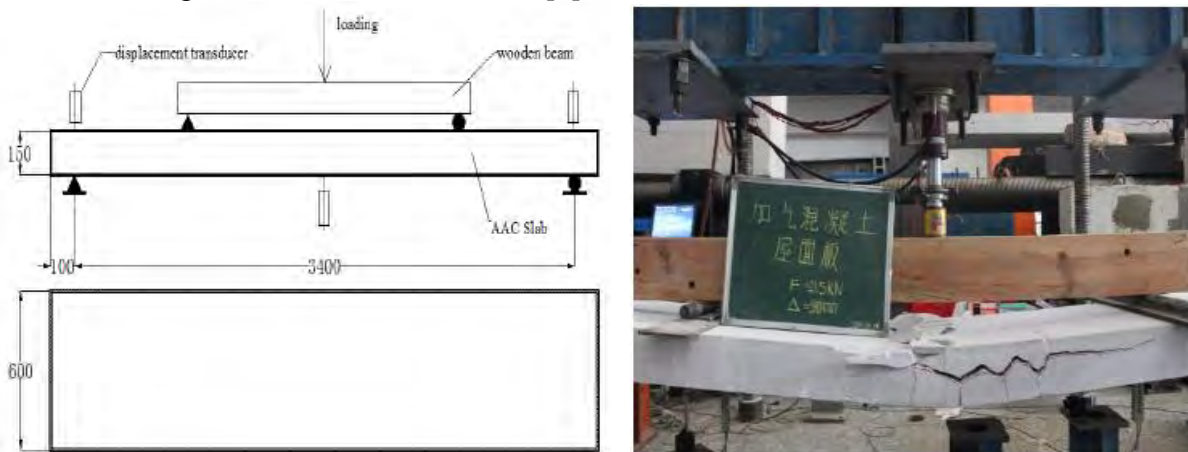 loading
displacement transducer
wooden beam
150
AAC Slab
100
3400
600
加气混凝土
屋面板